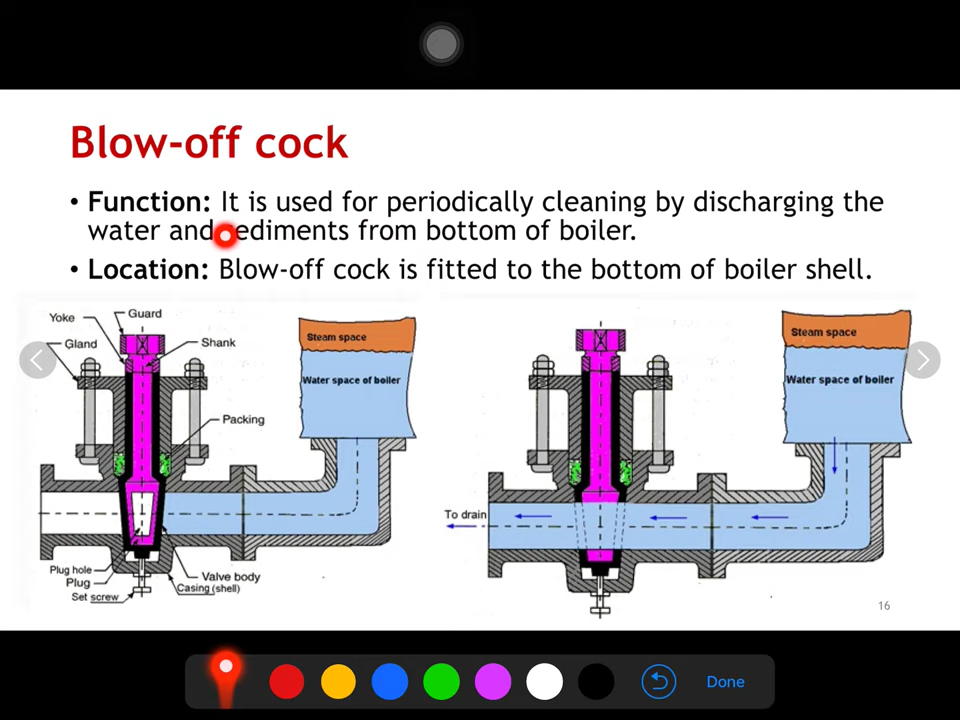 Blow-off cock
• Function: It is used for periodically cleaning by discharging the
water and ediments from bottom of boiler.
• Location: Blow-off cock is fitted to the bottom of boiler shell.
Guard
Yoke
Shank
Gland
Packing
Steam space
Water space of boiler
Plug hole
Plug
Set screw
Valve body
Casing (shell)
Steam space
Water space of boiler
To drain
16
Done